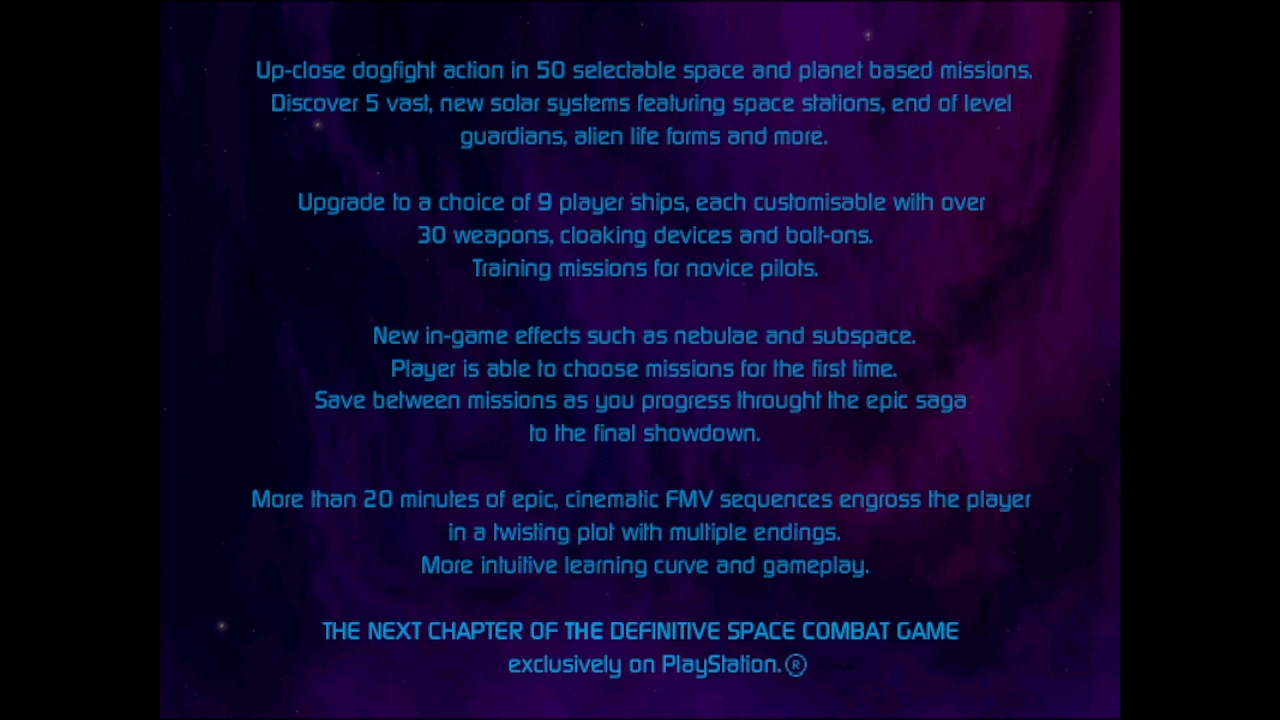 Up-close dogfight action in 50 selectable space and planet based missions.
Discover 5 vast, new solar systems featuring space stations, end of level
guardians, alien life forms and more.
Upgrade to a choice of 9 player ships, each customisable with over
30 weapons, cloaking devices and bolt-ons.
Training missions for novice pilots.
New in-game effects such as nebulae and subspace.
Player is able to choose missions for the first time.
Save between missions as you progress throught the epic saga
to the final showdown.
More than 20 minutes of epic, cinematic FMV sequences engross the player
in a twisting plot with multiple endings.
More intuitive learning curve and gameplay.
THE NEXT CHAPTER OF THE DEFINITIVE SPACE COMBAT GAME
exclusively on PlayStation.®